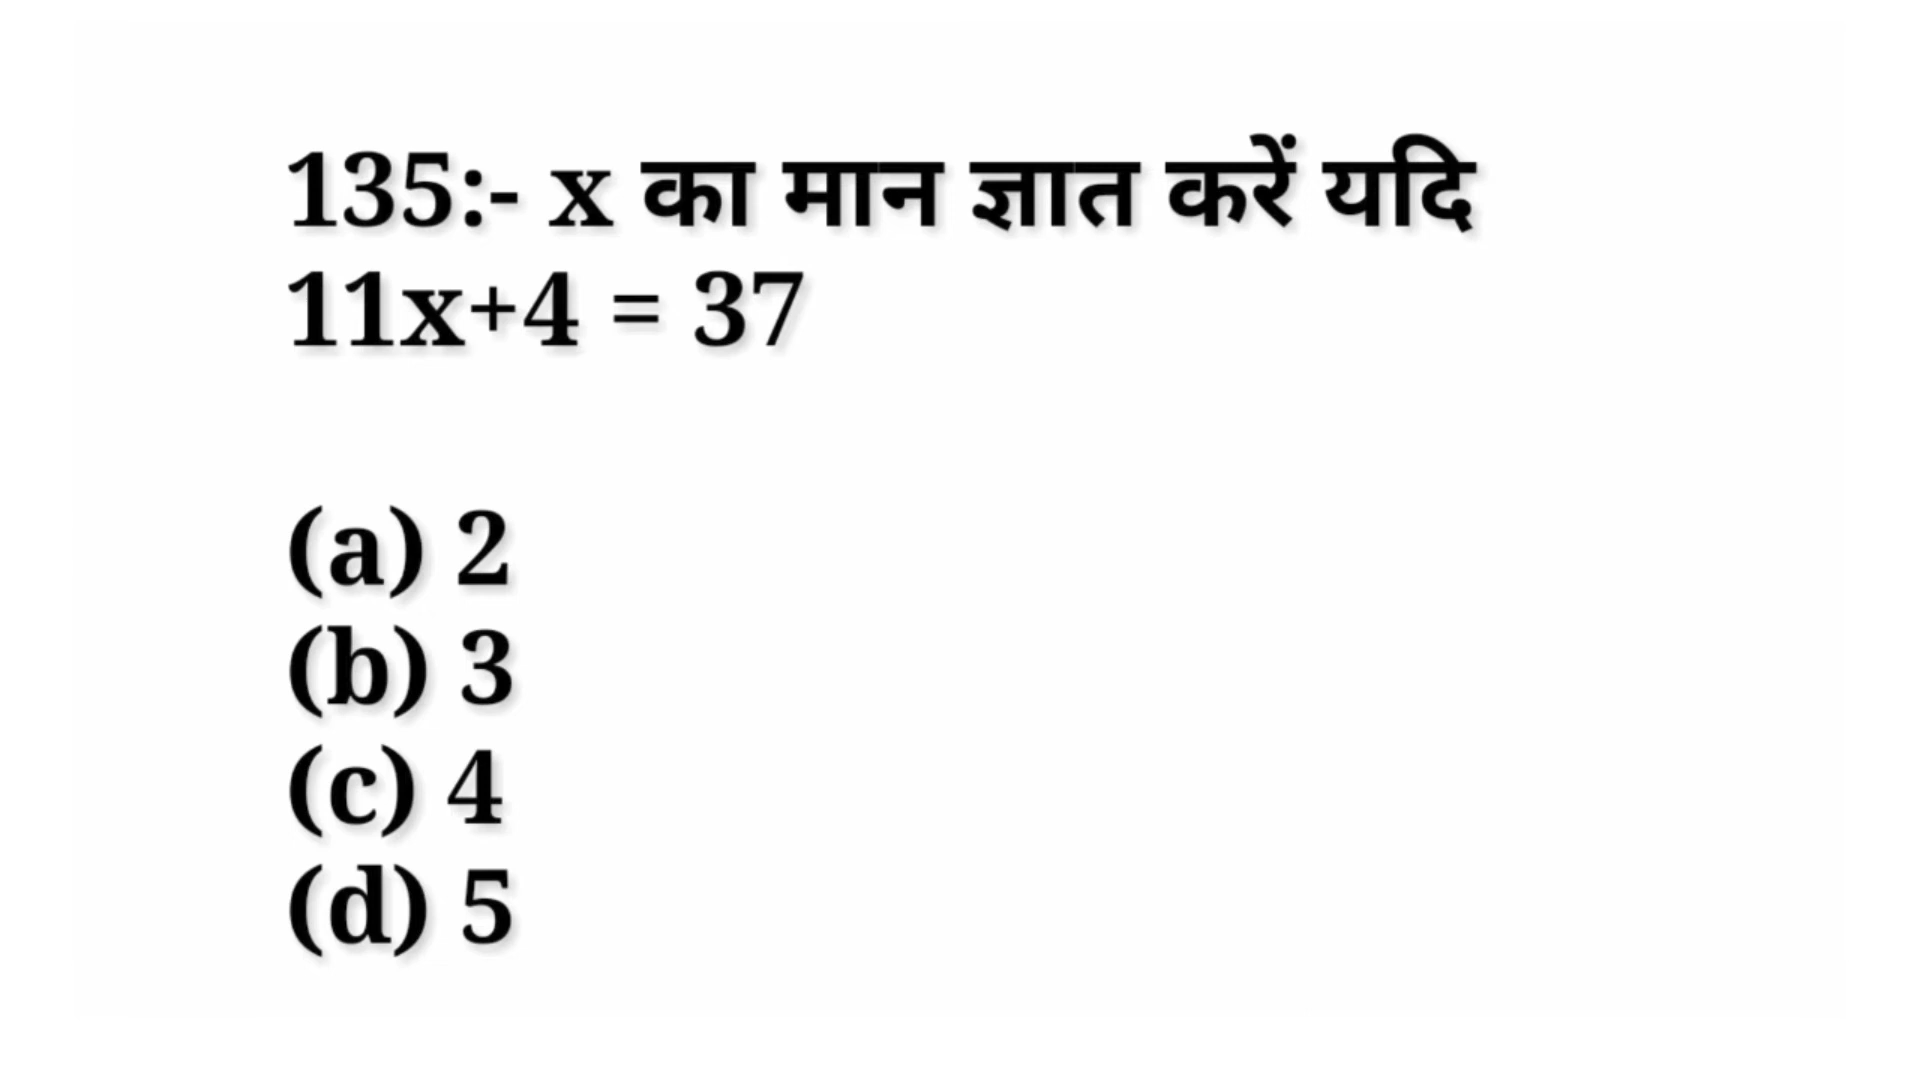 135:- x का मान ज्ञात करें यदि
11x+4 = 37
(a) 2
(b) 3
(c) 4
(d) 5